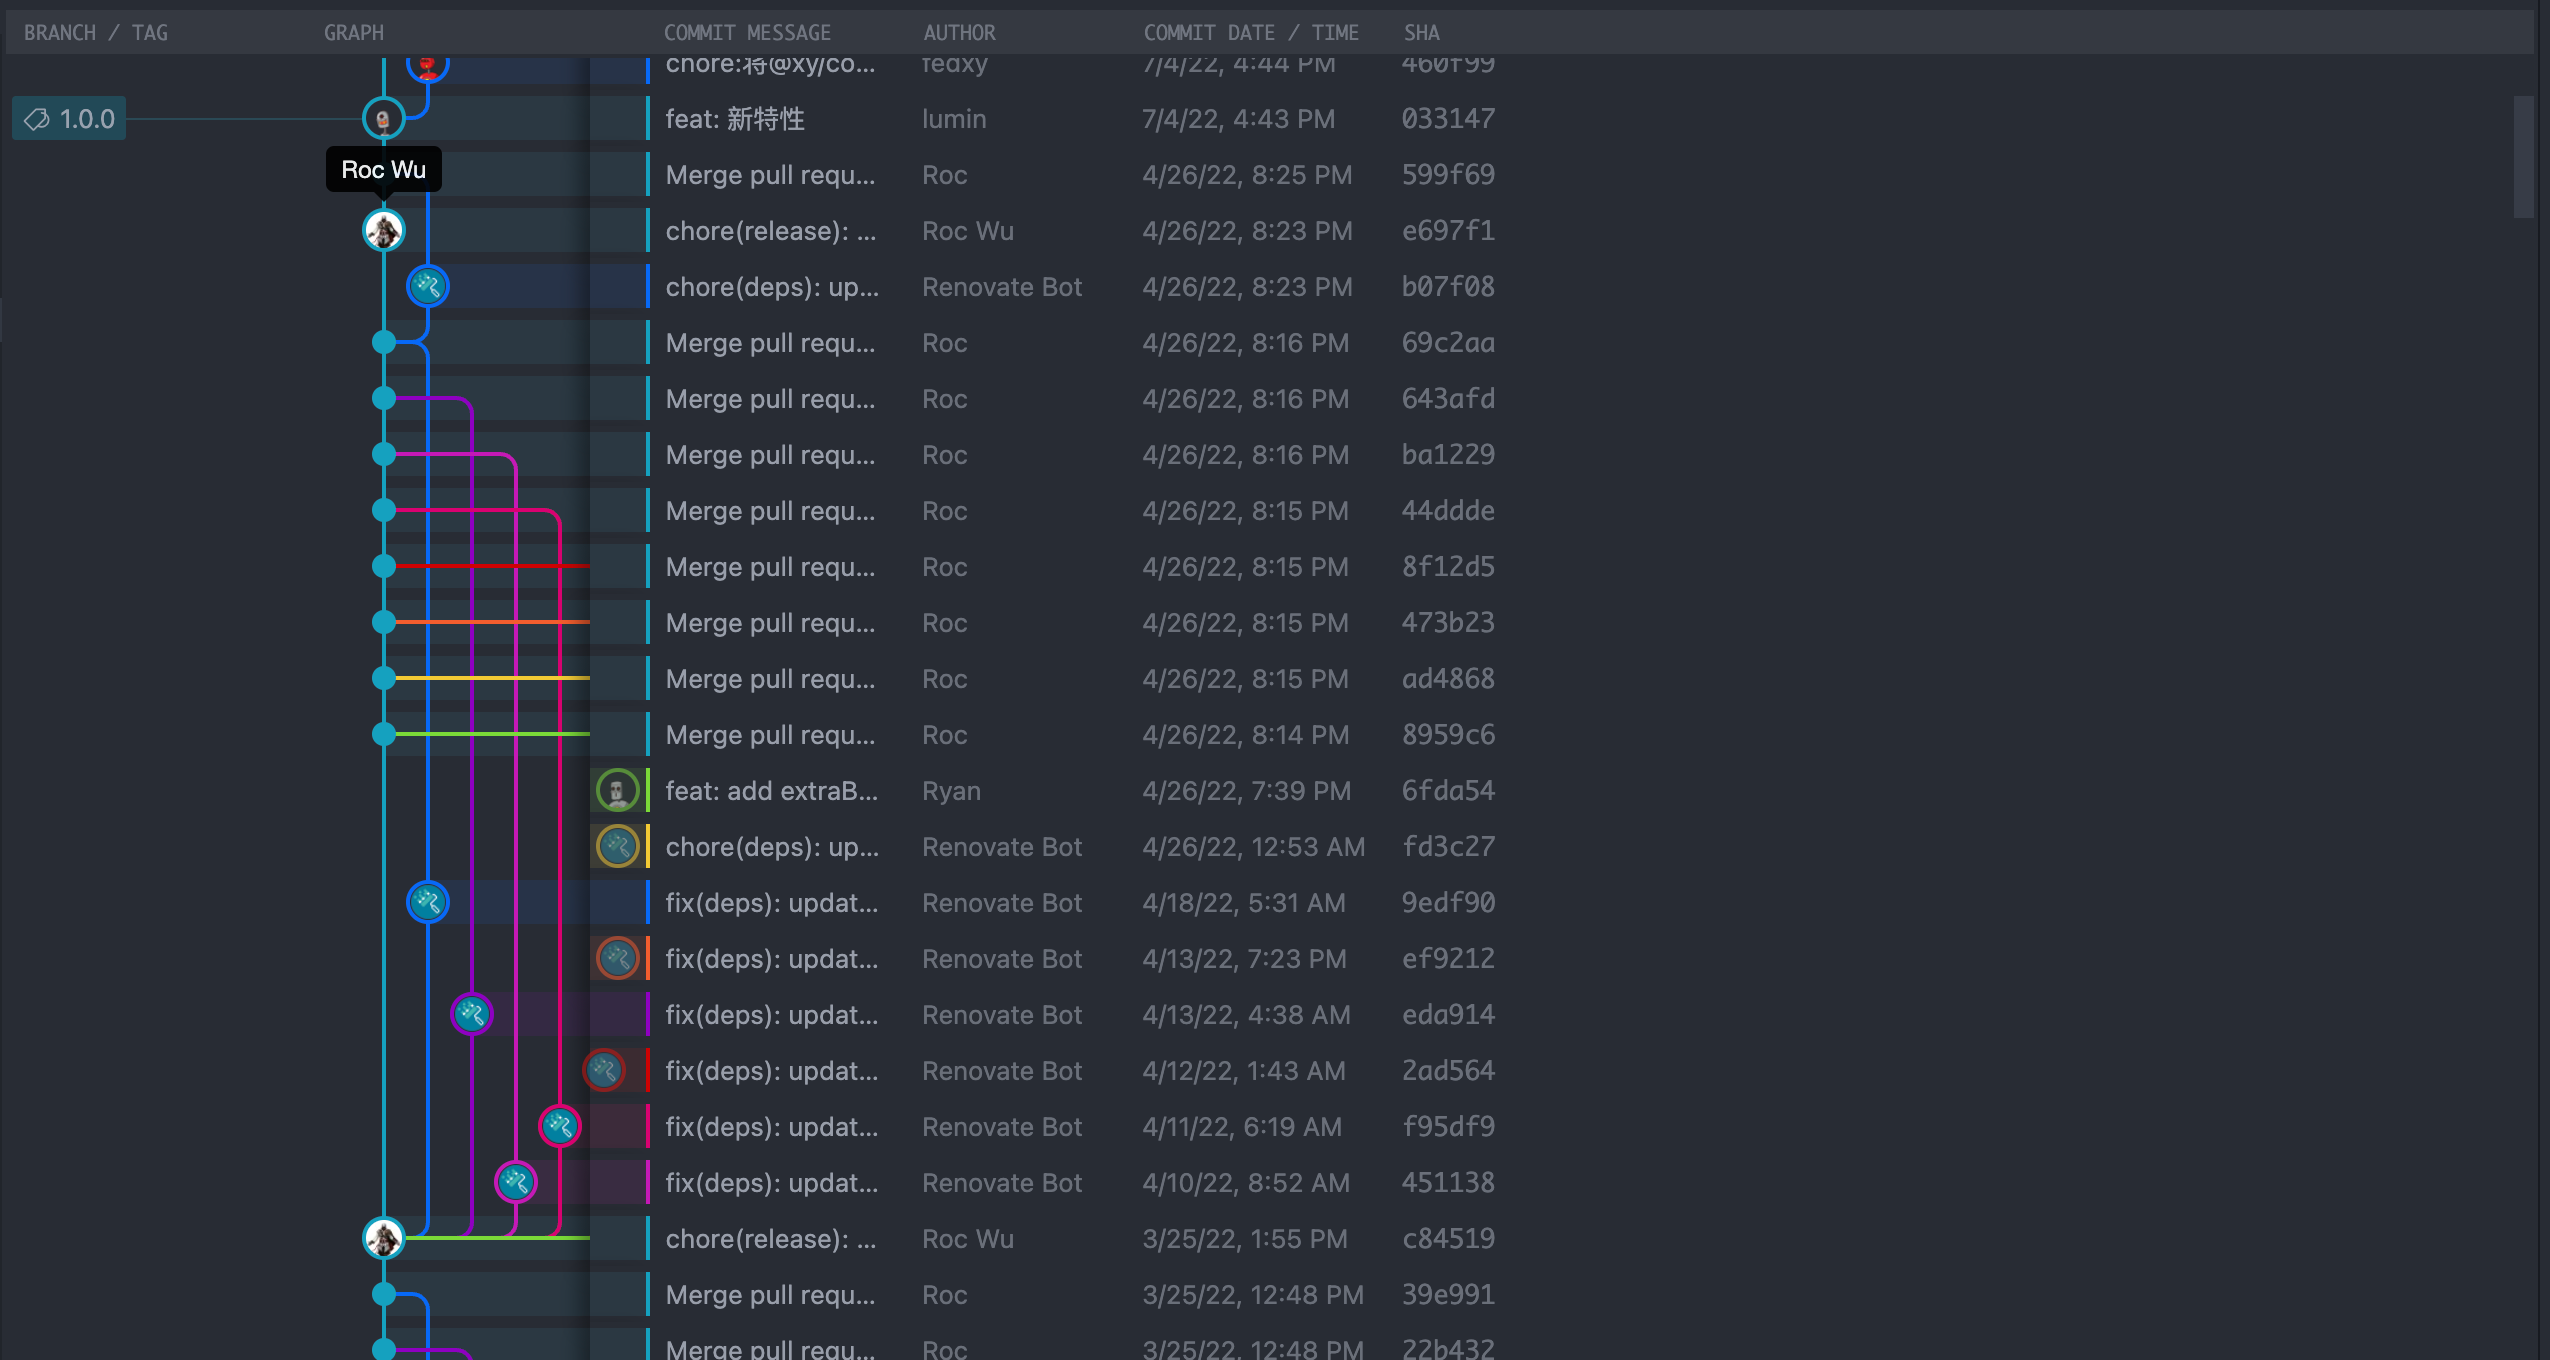 BRANCH / TAG GRAPH COMMIT MESSAGE AUTHOR COMMIT DATE / TIME SHA
chore:将@xy/co... fedxy 7/4/22, 4:44 PM 460f99
1.0.0 feat: 新特性 lumin 7/4/22, 4:43 PM 033147
Merge pull requ... Roc 4/26/22, 8:25 PM 599f69
Roc Wu
chore(release): ... Roc Wu 4/26/22, 8:23 PM e697f1
chore(deps): up... Renovate Bot 4/26/22, 8:23 PM b07f08
Merge pull requ... Roc 4/26/22, 8:16 PM 69c2aa
Merge pull requ... Roc 4/26/22, 8:16 PM 643afd
Merge pull requ... Roc 4/26/22, 8:16 PM ba1229
Merge pull requ... Roc 4/26/22, 8:15 PM 44ddde
Merge pull requ... Roc 4/26/22, 8:15 PM 8f12d5
Merge pull requ... Roc 4/26/22, 8:15 PM 473b23
Merge pull requ... Roc 4/26/22, 8:15 PM ad4868
Merge pull requ... Roc 4/26/22, 8:14 PM 8959c6
feat: add extraB... Ryan 4/26/22, 7:39 PM 6fda54
chore(deps): up... Renovate Bot 4/26/22, 12:53 AM fd3c27
fix(deps): updat... Renovate Bot 4/18/22, 5:31 AM 9edf90
fix(deps): updat... Renovate Bot 4/13/22, 7:23 PM ef9212
fix(deps): updat... Renovate Bot 4/13/22, 4:38 AM eda914
fix(deps): updat... Renovate Bot 4/12/22, 1:43 AM 2ad564
fix(deps): updat... Renovate Bot 4/11/22, 6:19 AM f95df9
fix(deps): updat... Renovate Bot 4/10/22, 8:52 AM 451138
chore(release): ... Roc Wu 3/25/22, 1:55 PM c84519
Merge pull requ... Roc 3/25/22, 12:48 PM 39e991
Merge pull requ... Roc 3/25/22, 12:48 PM 22b432